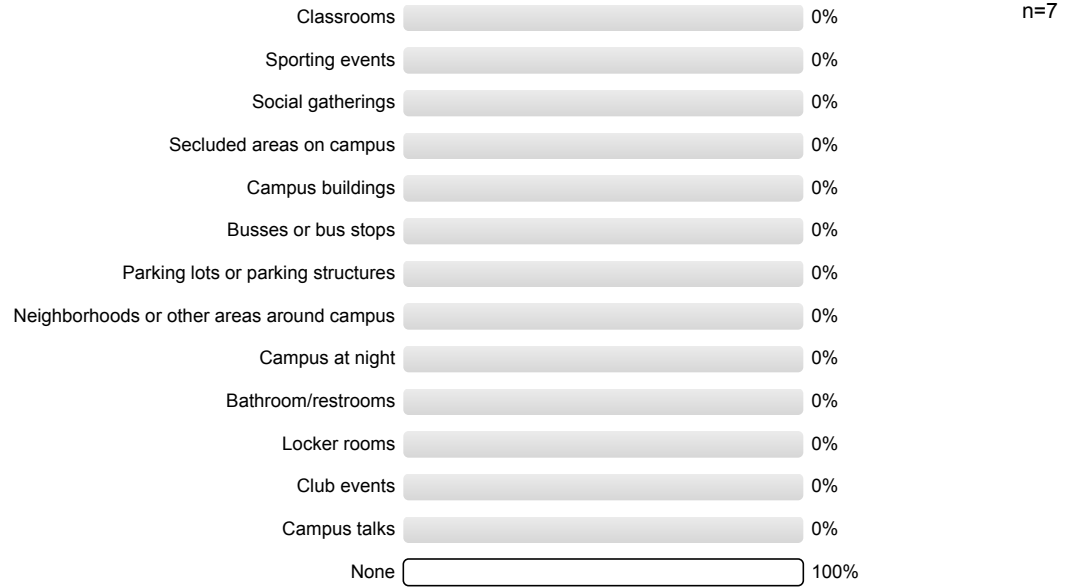 Classrooms 0% n=7
Sporting events 0%
Social gatherings 0%
Secluded areas on campus 0%
Campus buildings 0%
Busses or bus stops 0%
Parking lots or parking structures 0%
Neighborhoods or other areas around campus 0%
Campus at night 0%
Bathroom/restrooms 0%
Locker rooms 0%
Club events 0%
Campus talks 0%
None 100%